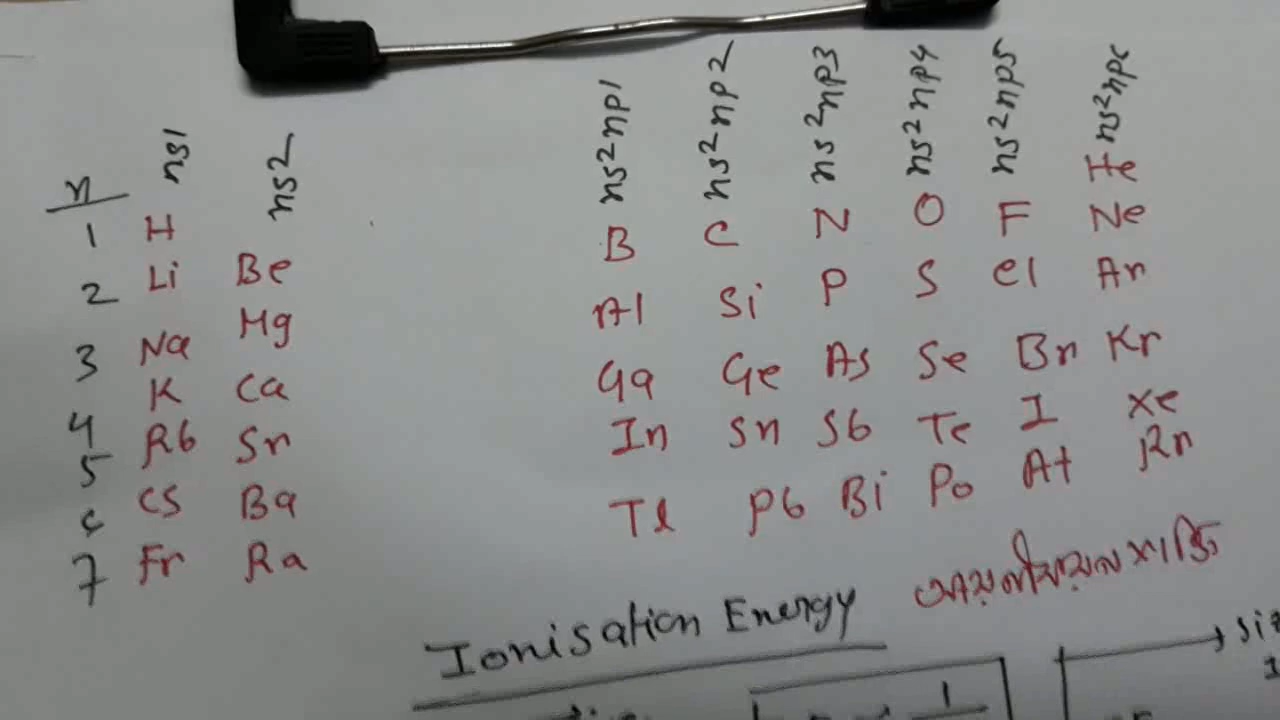 n ns1 ns2 ns²np1 ns²np2 ns²np3 ns²np4 ns²np5 ns²np6
1 H He
2 Li Be B C N O F Ne
3 Na Mg Al Si P S Cl Ar
4 K Ca Ga Ge As Se Br Kr
5 Rb Sr In Sn Sb Te I Xe
6 Cs Ba Tl Pb Bi Po At Rn
7 Fr Ra
Ionisation Energy
1